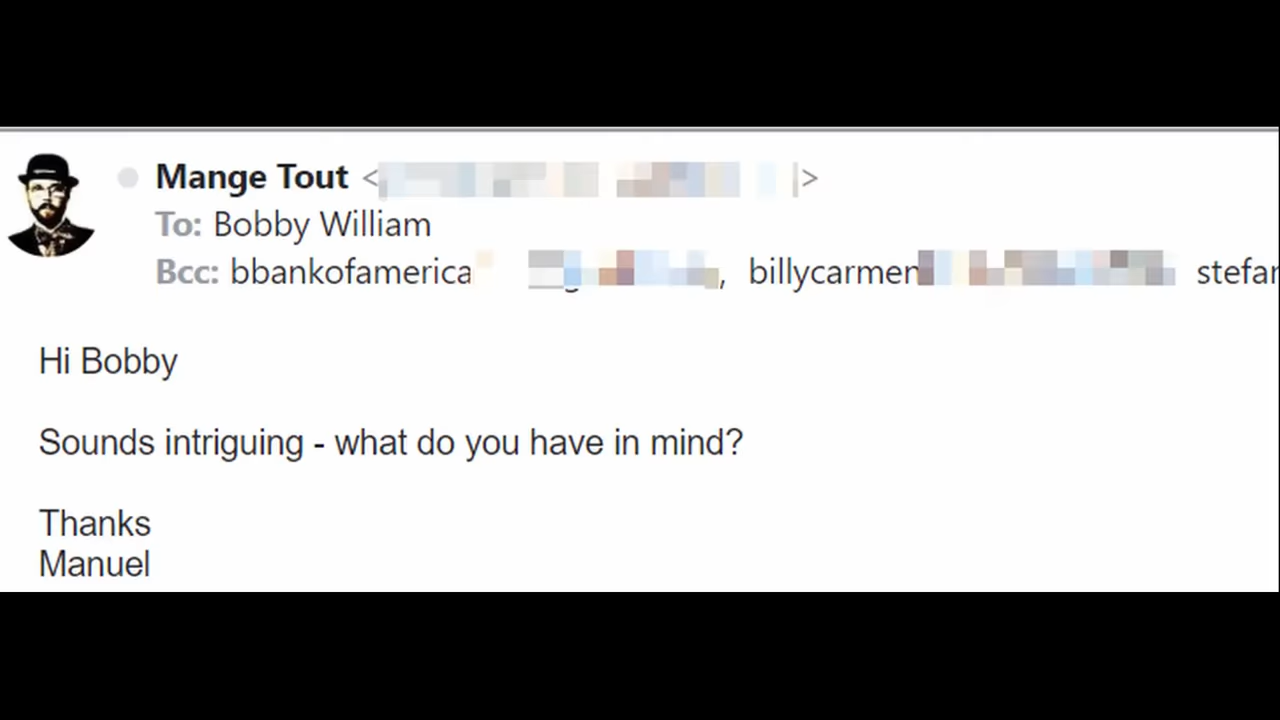 Mange Tout < >
To: Bobby William
Bcc: bbankofamerica , billycarmen
Hi Bobby
Sounds intriguing - what do you have in mind?
Thanks
Manuel